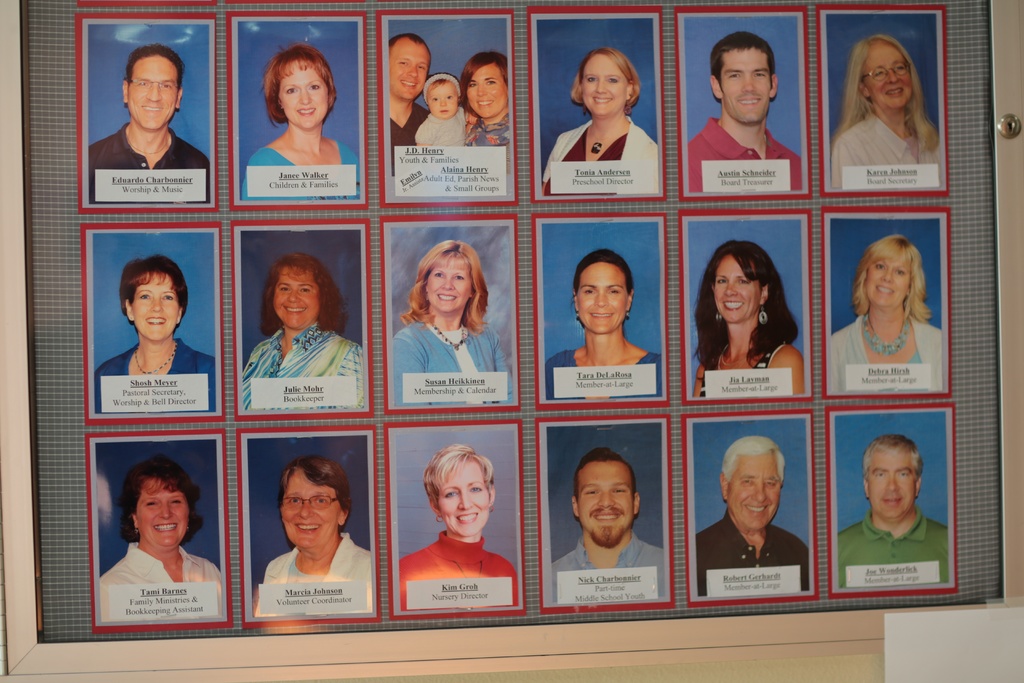 Eduardo Charbonnier
Worship & Music
Janee Walker
Children & Families
J.D. Henry
Youth & Families
Emilyn
Alaina Henry
Adult Ed, Parish News
& Small Groups
Tonia Andersen
Preschool Director
Austin Schneider
Board Treasurer
Karen Johnson
Board Secretary
Shosh Meyer
Pastoral Secretary,
Worship & Bell Director
Julie Mohr
Bookkeeper
Susan Heikkinen
Membership & Calendar
Tara DeLaRosa
Member-at-Large
Jia Layman
Member-at-Large
Debra Hirsh
Member-at-Large
Tami Barnes
Family Ministries &
Bookkeeping Assistant
Marcia Johnson
Volunteer Coordinator
Kim Groh
Nursery Director
Nick Charbonnier
Part-time
Middle School Youth
Robert Gerhardt
Member-at-Large
Joe Wonderlick
Member-at-Large